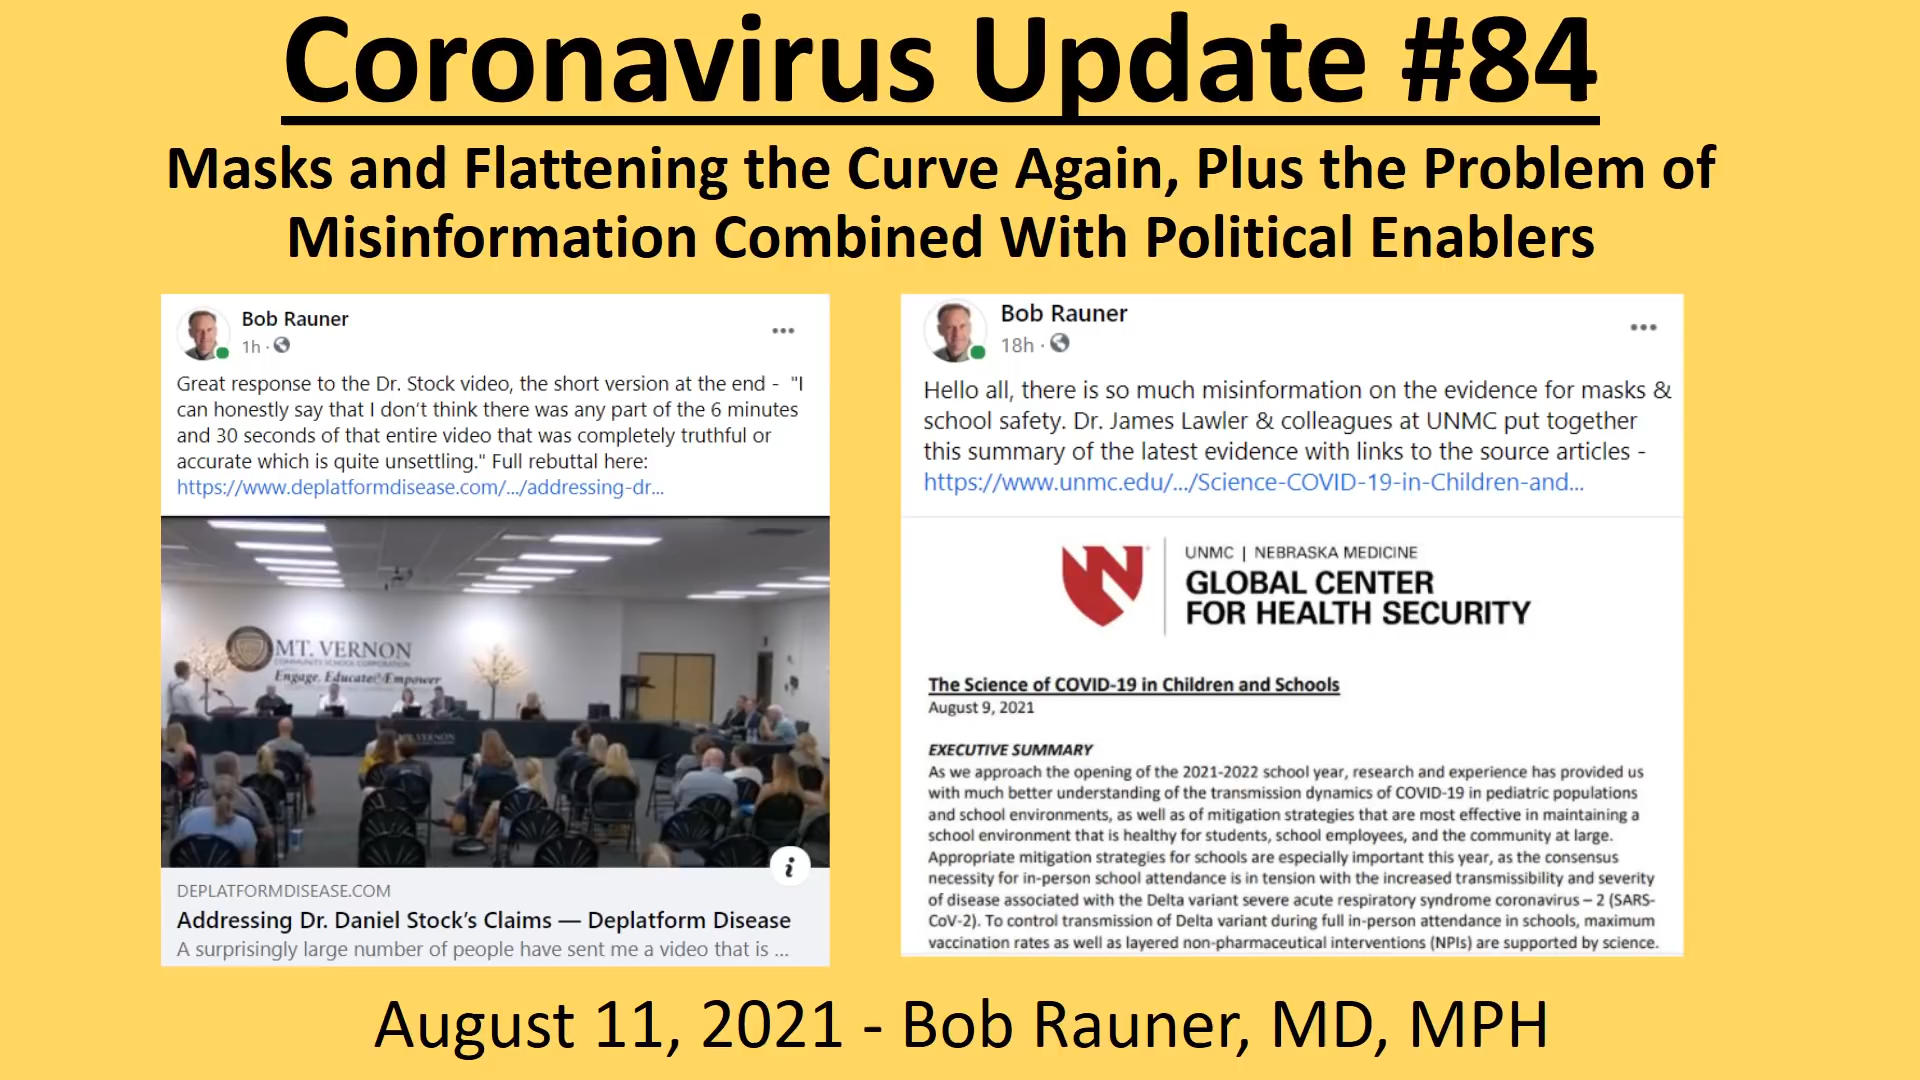 Coronavirus Update #84
Masks and Flattening the Curve Again, Plus the Problem of
Misinformation Combined With Political Enablers
Bob Rauner
1h ·
Great response to the Dr. Stock video, the short version at the end - "I
can honestly say that I don't think there was any part of the 6 minutes
and 30 seconds of that entire video that was completely truthful or
accurate which is quite unsettling." Full rebuttal here:
https://www.deplatformdisease.com/.../addressing-dr...
MT. VERNON
COMMUNITY SCHOOL CORPORATION
Engage, Educate & Empower
MT. VERNON
DEPLATFORMDISEASE.COM
Addressing Dr. Daniel Stock's Claims — Deplatform Disease
A surprisingly large number of people have sent me a video that is ...
Bob Rauner
18h ·
Hello all, there is so much misinformation on the evidence for masks &
school safety. Dr. James Lawler & colleagues at UNMC put together
this summary of the latest evidence with links to the source articles -
https://www.unmc.edu/.../Science-COVID-19-in-Children-and...
UNMC | NEBRASKA MEDICINE
GLOBAL CENTER
FOR HEALTH SECURITY
The Science of COVID-19 in Children and Schools
August 9, 2021
EXECUTIVE SUMMARY
As we approach the opening of the 2021-2022 school year, research and experience has provided us
with much better understanding of the transmission dynamics of COVID-19 in pediatric populations
and school environments, as well as of mitigation strategies that are most effective in maintaining a
school environment that is healthy for students, school employees, and the community at large.
Appropriate mitigation strategies for schools are especially important this year, as the consensus
necessity for in-person school attendance is in tension with the increased transmissibility and severity
of disease associated with the Delta variant severe acute respiratory syndrome coronavirus – 2 (SARS-
CoV-2). To control transmission of Delta variant during full in-person attendance in schools, maximum
vaccination rates as well as layered non-pharmaceutical interventions (NPIs) are supported by science.
August 11, 2021 - Bob Rauner, MD, MPH